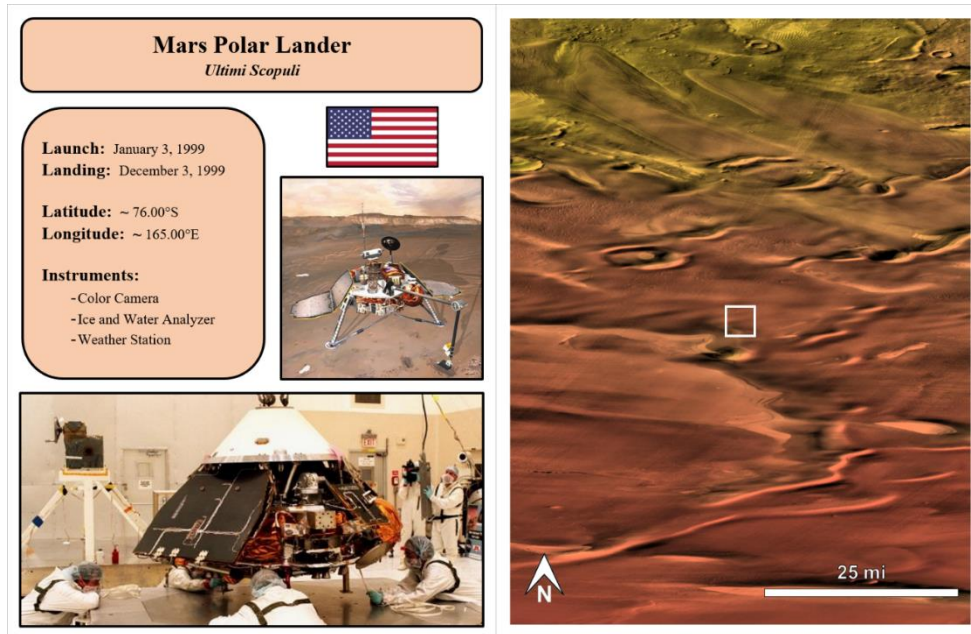 Mars Polar Lander
Ultimi Scopuli
Launch: January 3, 1999
Landing: December 3, 1999
Latitude: ~ 76.00°S
Longitude: ~ 165.00°E
Instruments:
-Color Camera
-Ice and Water Analyzer
-Weather Station
EXIT
N
25 mi